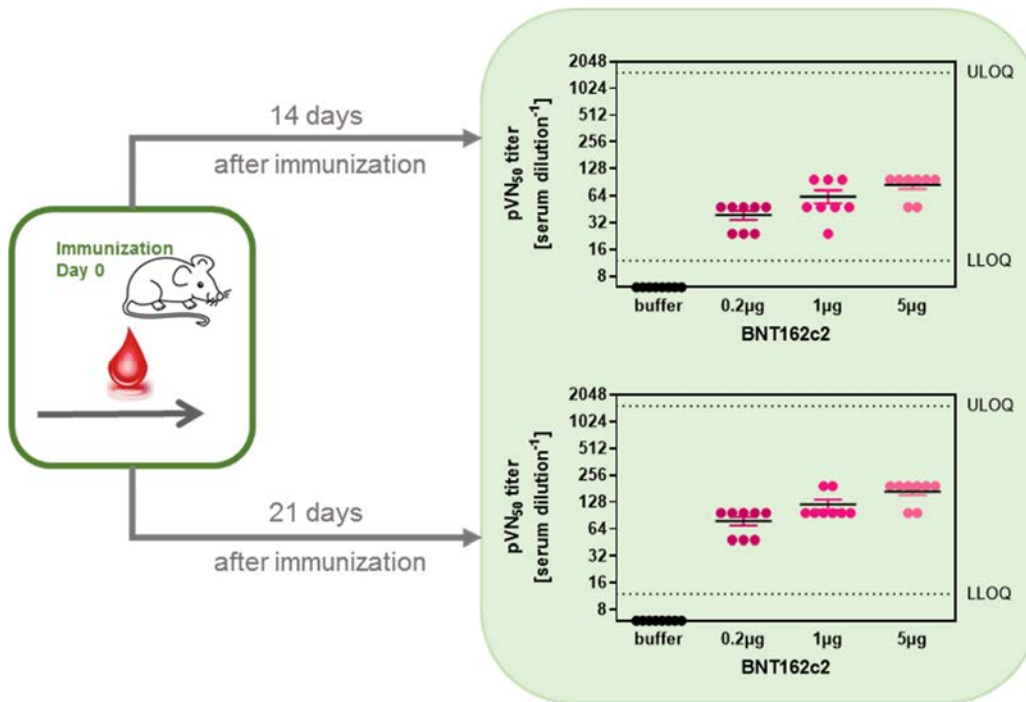 Immunization
Day 0
14 days
after immunization
21 days
after immunization
pVN50 titer
[serum dilution-1]
2048
1024
512
256
128
64
32
16
8
ULOQ
LLOQ
buffer 0.2µg 1µg 5µg
BNT162c2
pVN50 titer
[serum dilution-1]
2048
1024
512
256
128
64
32
16
8
ULOQ
LLOQ
buffer 0.2µg 1µg 5µg
BNT162c2